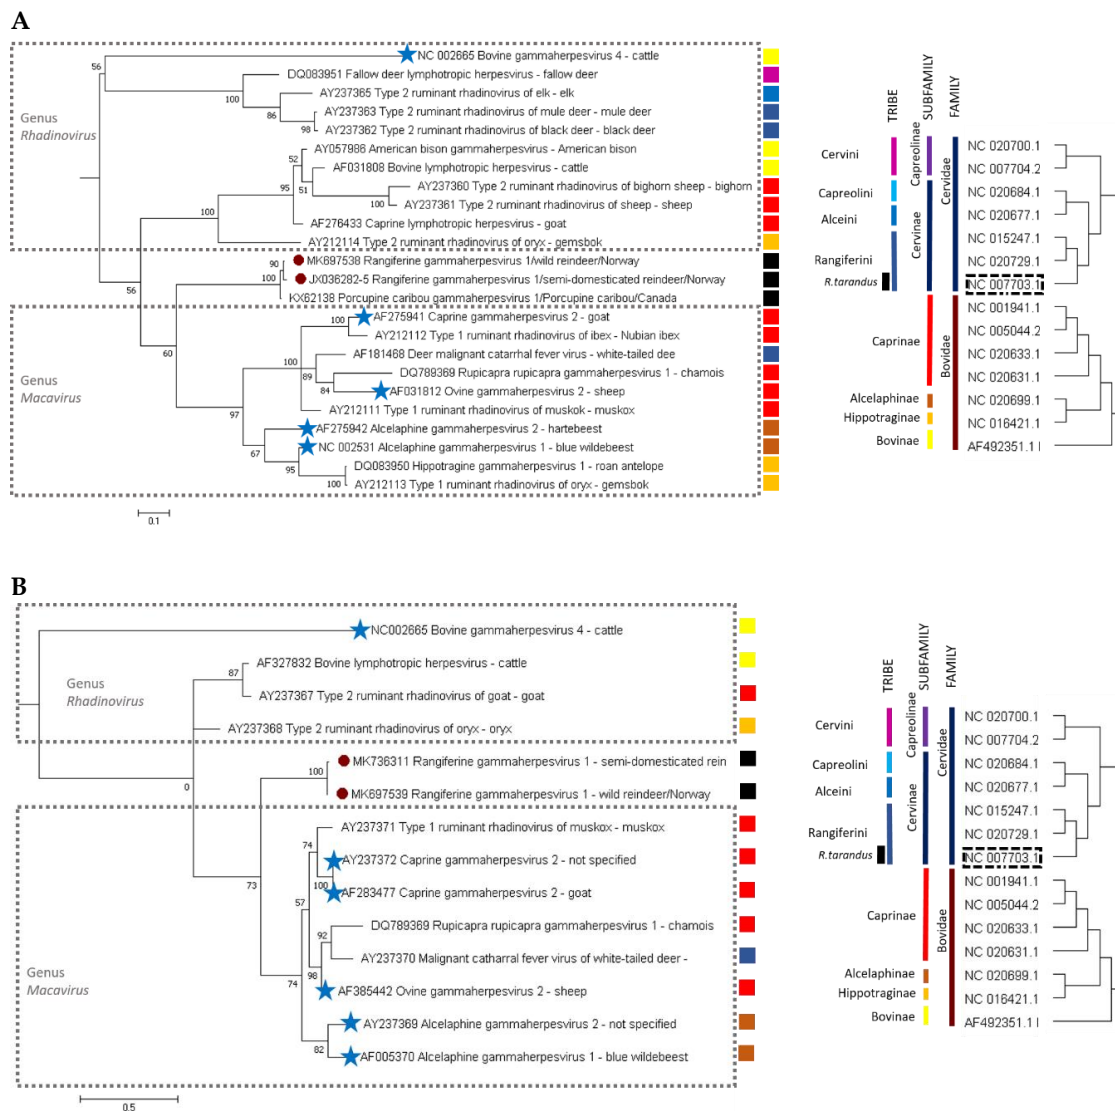 A
NC 002665 Bovine gammaherpesvirus 4 - cattle
56
DQ083951 Fallow deer lymphotropic herpesvirus - fallow deer
AY237365 Type 2 ruminant rhadinovirus of elk - elk
100
Genus
Rhadinovirus
86
AY237363 Type 2 ruminant rhadinovirus of mule deer - mule deer
98
AY237362 Type 2 ruminant rhadinovirus of black deer - black deer
AY057986 American bison gammaherpesvirus - American bison
52
AF031808 Bovine lymphotropic herpesvirus - cattle
95
51
AY237360 Type 2 ruminant rhadinovirus of bighorn sheep - bighorn
100
AY237361 Type 2 ruminant rhadinovirus of sheep - sheep
100
AF276433 Caprine lymphotropic herpesvirus - goat
AY212114 Type 2 ruminant rhadinovirus of oryx - gemsbok
90
MK697538 Rangiferine gammaherpesvirus 1/wild reindeer/Norway
100
JX036282-5 Rangiferine gammaherpesvirus 1/semi-domesticated reindeer/Norway
56
KX62138 Porcupine caribou gammaherpesvirus 1/Porcupine caribou/Canada
AF275941 Caprine gammaherpesvirus 2 - goat
100
AY212112 Type 1 ruminant rhadinovirus of ibex - Nubian ibex
60
100
AF181468 Deer malignant catarrhal fever virus - white-tailed dee
89
DQ789369 Rupicapra rupicapra gammaherpesvirus 1 - chamois
84
AF031812 Ovine gammaherpesvirus 2 - sheep
Genus
Macavirus
97
AY212111 Type 1 ruminant rhadinovirus of muskok - muskox
AF275942 Alcelaphine gammaherpesvirus 2 - hartebeest
67
NC 002531 Alcelaphine gammaherpesvirus 1 - blue wildebeest
95
DQ083950 Hippotragine gammaherpesvirus 1 - roan antelope
100
AY212113 Type 1 ruminant rhadinovirus of oryx - gemsbok
0.1
TRIBE
SUBFAMILY
FAMILY
Cervini
Capreolini
Alceini
Rangiferini
R.tarandus
Caprinae
Alcelaphinae
Hippotraginae
Bovinae
Capreolinae
Cervinae
Cervidae
Bovidae
NC 020700.1
NC 007704.2
NC 020684.1
NC 020677.1
NC 015247.1
NC 020729.1
NC 007703.1
NC 001941.1
NC 005044.2
NC 020633.1
NC 020631.1
NC 020699.1
NC 016421.1
AF492351.1 I
B
NC002665 Bovine gammaherpesvirus 4 - cattle
AF327832 Bovine lymphotropic herpesvirus - cattle
87
Genus
Rhadinovirus
AY237367 Type 2 ruminant rhadinovirus of goat - goat
AY237368 Type 2 ruminant rhadinovirus of oryx - oryx
MK736311 Rangiferine gammaherpesvirus 1 - semi-domesticated rein
100
0
MK697539 Rangiferine gammaherpesvirus 1 - wild reindeer/Norway
AY237371 Type 1 ruminant rhadinovirus of muskox - muskox
74
AY237372 Caprine gammaherpesvirus 2 - not specified
100
73
AF283477 Caprine gammaherpesvirus 2 - goat
57
DQ789369 Rupicapra rupicapra gammaherpesvirus 1 - chamois
92
AY237370 Malignant catharral fever virus of white-tailed deer -
98
Genus
Macavirus
74
AF385442 Ovine gammaherpesvirus 2 - sheep
AY237369 Alcelaphine gammaherpesvirus 2 - not specified
82
AF005370 Alcelaphine gammaherpesvirus 1 - blue wildebeest
0.5
TRIBE
SUBFAMILY
FAMILY
Cervini
Capreolini
Alceini
Rangiferini
R.tarandus
Caprinae
Alcelaphinae
Hippotraginae
Bovinae
Capreolinae
Cervinae
Cervidae
Bovidae
NC 020700.1
NC 007704.2
NC 020684.1
NC 020677.1
NC 015247.1
NC 020729.1
NC 007703.1
NC 001941.1
NC 005044.2
NC 020633.1
NC 020631.1
NC 020699.1
NC 016421.1
AF492351.1 I